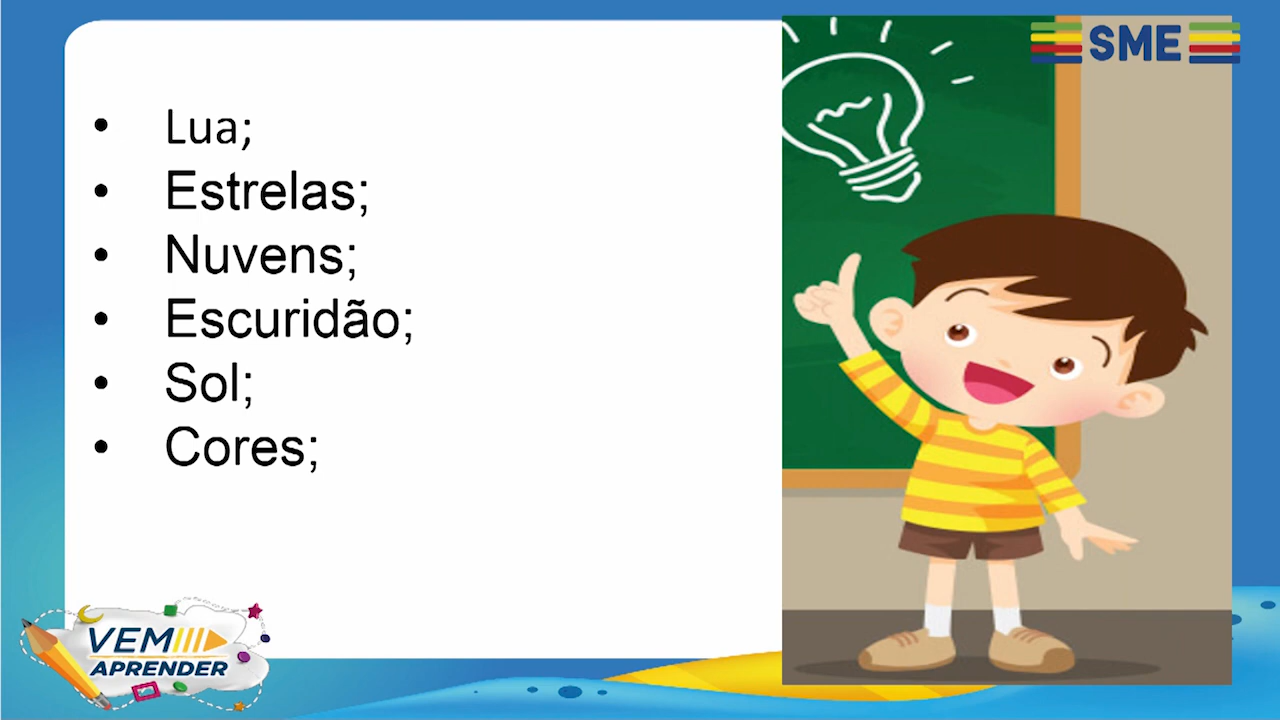 SME
• Lua;
• Estrelas;
• Nuvens;
• Escuridão;
• Sol;
• Cores;
VEM
APRENDER